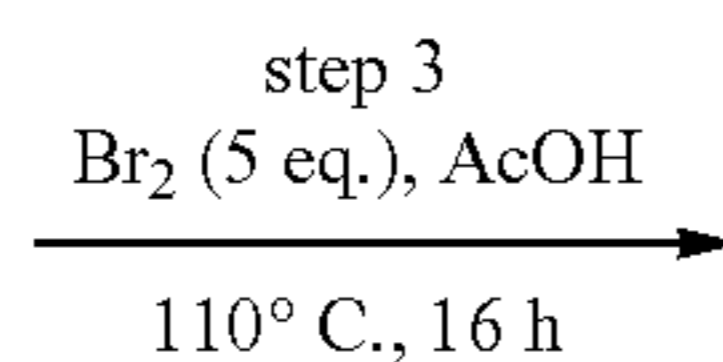 step 3
Br₂ (5 eq.), AcOH
110° C., 16 h